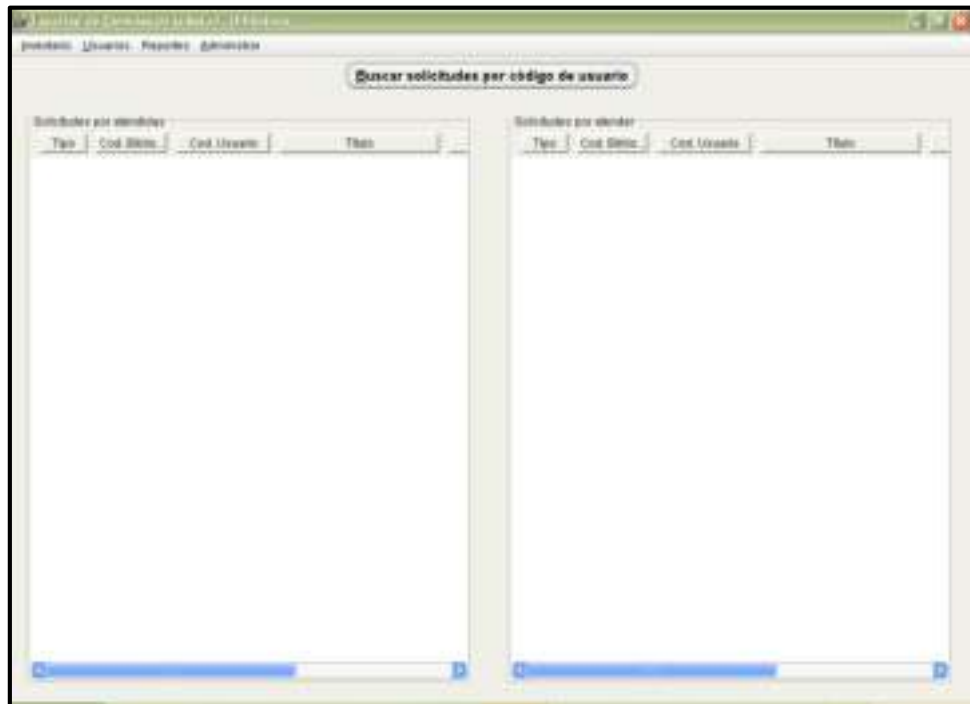 Inventario Usuarios Reportes Administrar
Buscar solicitudes por código de usuario
Solicitudes por atendidas
Solicitudes por atender
Tipo Cod. Biblio. Cod. Usuario Título
Tipo Cod. Biblio. Cod. Usuario Título